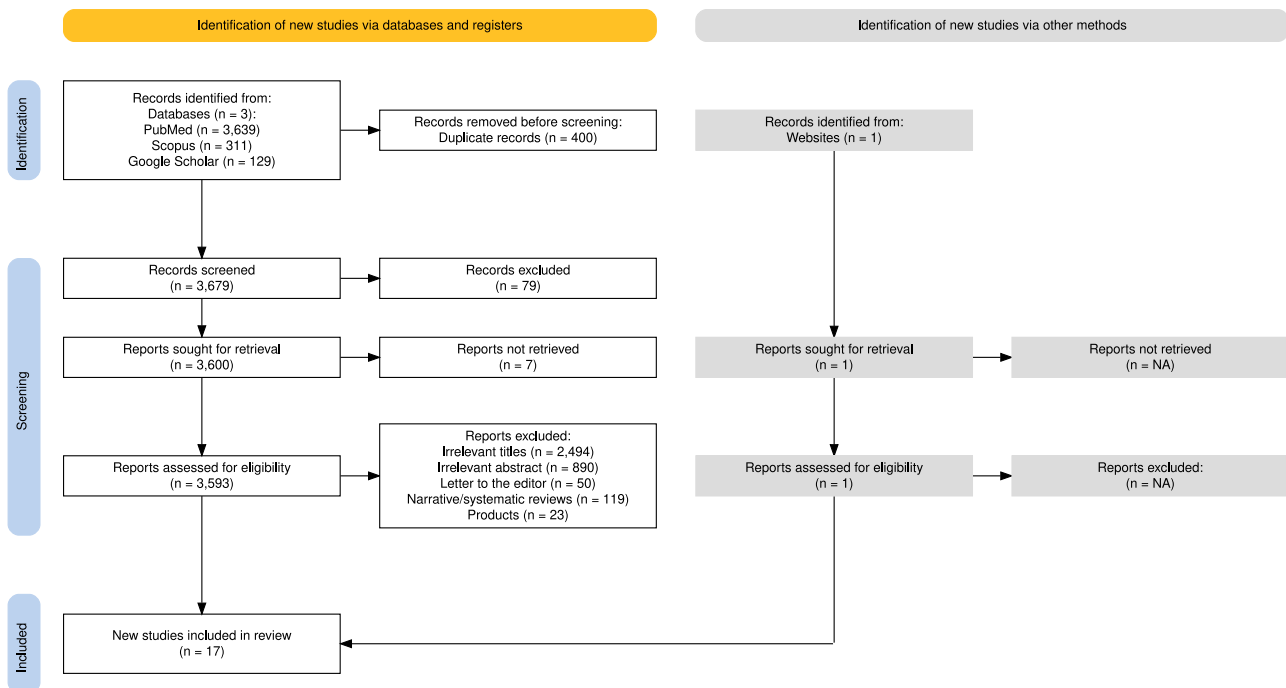 Identification of new studies via databases and registers
Identification of new studies via other methods
Identification
Records identified from:
Databases (n = 3):
PubMed (n = 3,639)
Scopus (n = 311)
Google Scholar (n = 129)
Records removed before screening:
Duplicate records (n = 400)
Records identified from:
Websites (n = 1)
Screening
Records screened
(n = 3,679)
Records excluded
(n = 79)
Reports sought for retrieval
(n = 3,600)
Reports not retrieved
(n = 7)
Reports sought for retrieval
(n = 1)
Reports not retrieved
(n = NA)
Reports assessed for eligibility
(n = 3,593)
Reports excluded:
Irrelevant titles (n = 2,494)
Irrelevant abstract (n = 890)
Letter to the editor (n = 50)
Narrative/systematic reviews (n = 119)
Products (n = 23)
Reports assessed for eligibility
(n = 1)
Reports excluded:
(n = NA)
Included
New studies included in review
(n = 17)